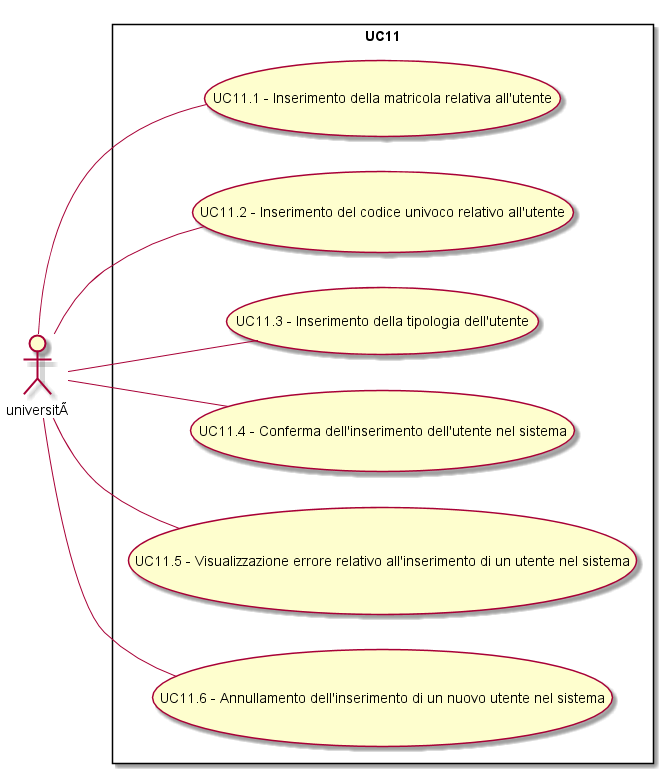 UC11
UC11.1 - Inserimento della matricola relativa all'utente
UC11.2 - Inserimento del codice univoco relativo all'utente
UC11.3 - Inserimento della tipologia dell'utente
universitÃ
UC11.4 - Conferma dell'inserimento dell'utente nel sistema
UC11.5 - Visualizzazione errore relativo all'inserimento di un utente nel sistema
UC11.6 - Annullamento dell'inserimento di un nuovo utente nel sistema